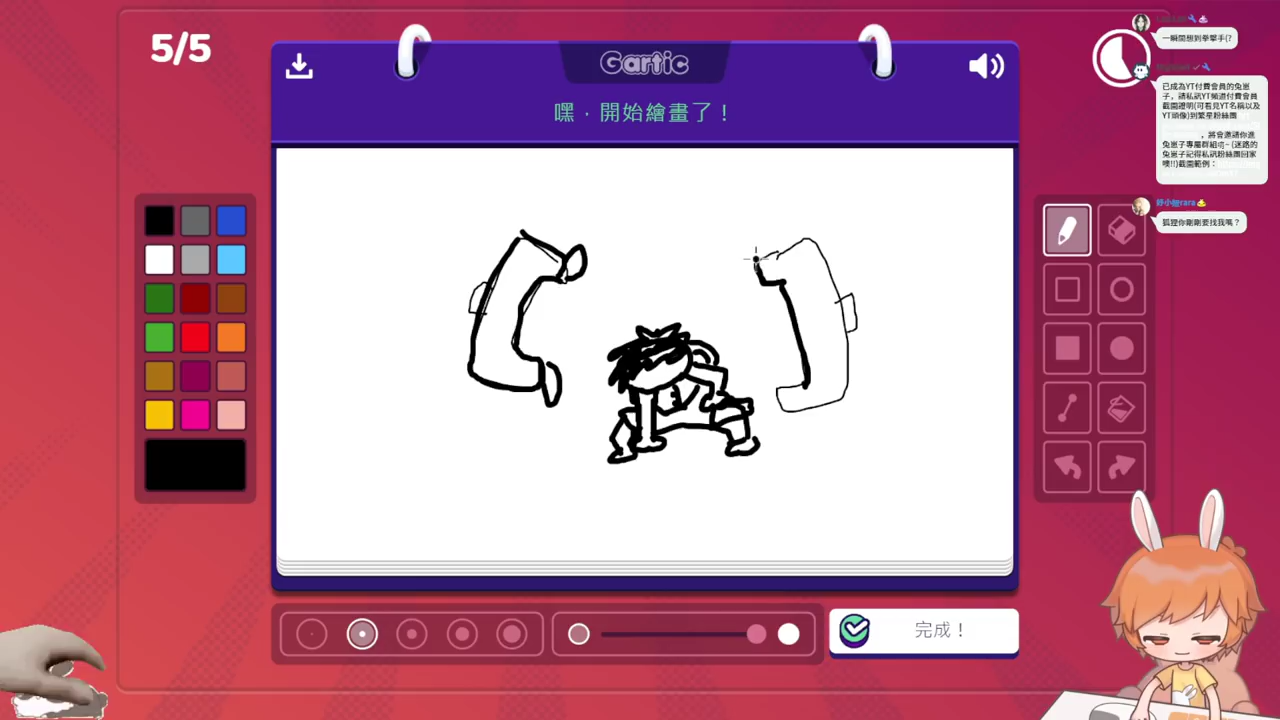 5/5
Gartic
嘿，開始繪畫了！
一瞬間想到拳擊手(?
已成為YT付費會員的兔崽
子，請私訊YT頻道付費會員
截圖證明(可看見YT名稱以及
YT頭像)到繁星粉絲團
，將會邀請你進
兔崽子專屬群組唷~ (迷路的
兔崽子記得私訊粉絲團回家
噢!!)截圖範例：
狐狸你剛剛要找我嗎？
完成！